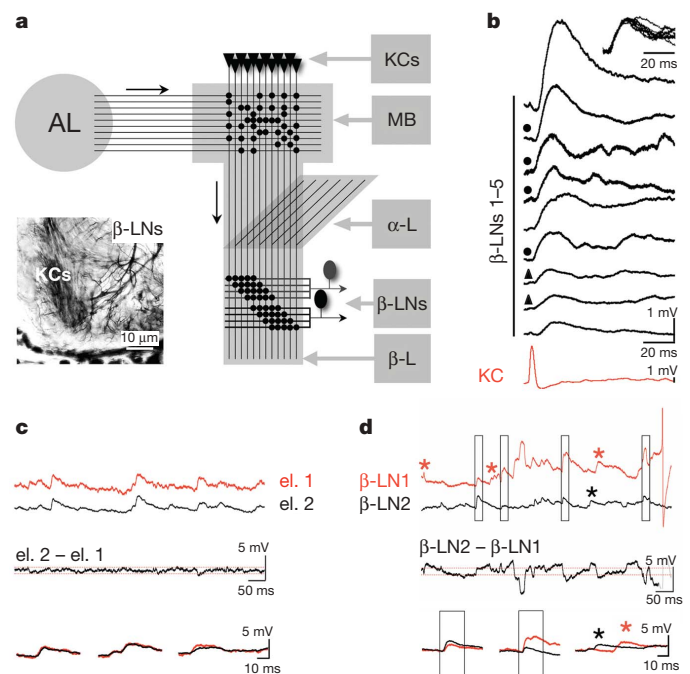 a
AL
KCs
MB
α-L
β-LNs
β-L
β-LNs
KCs
10 μm
b
20 ms
β-LNs 1–5
1 mV
20 ms
KC
1 mV
c
el. 1
el. 2
el. 2 – el. 1
5 mV
50 ms
5 mV
10 ms
d
β-LN1
β-LN2
* * *
*
β-LN2 – β-LN1
5 mV
50 ms
* *
5 mV
10 ms